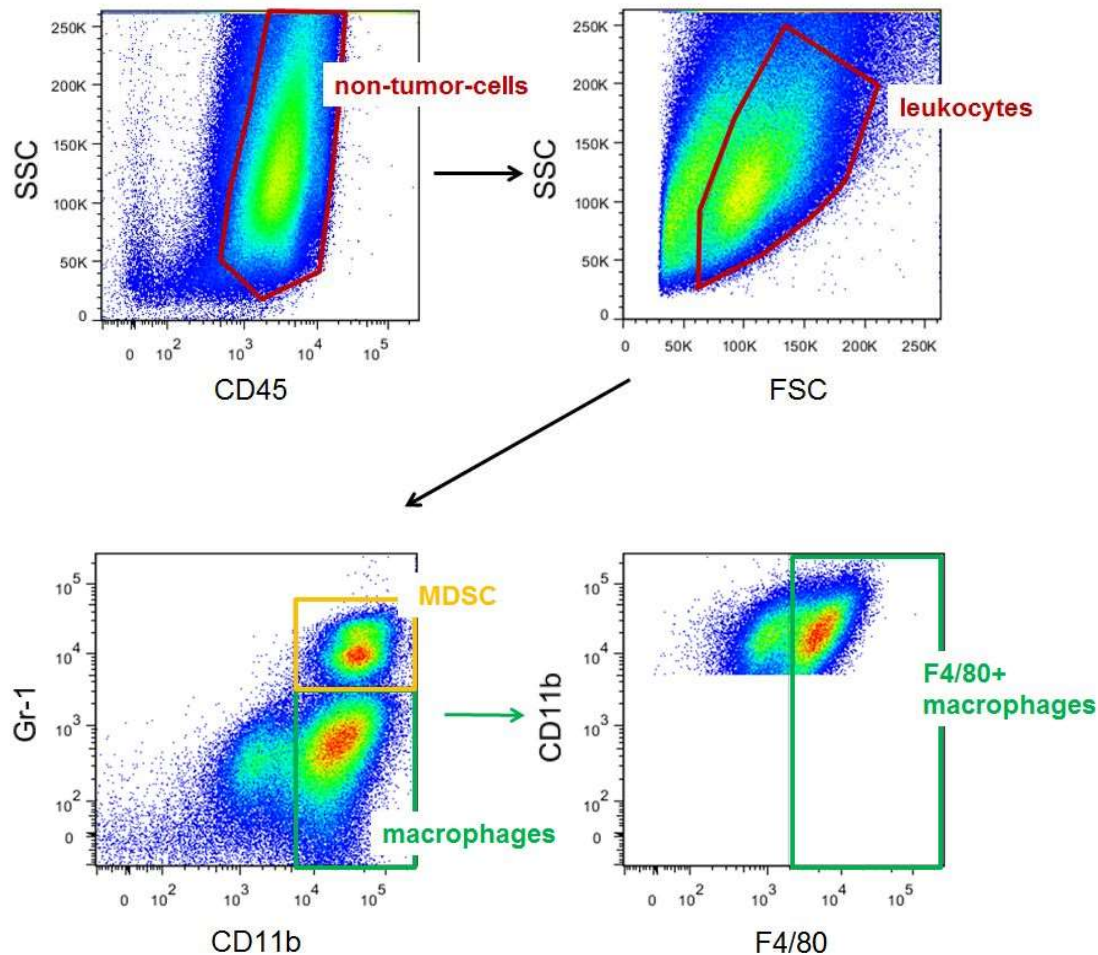 250K
200K
150K
100K
50K
0
SSC
non-tumor-cells
0 10² 10³ 10⁴ 10⁵
CD45
250K
200K
150K
100K
50K
0
SSC
leukocytes
0 50K 100K 150K 200K 250K
FSC
10⁵
10⁴
10³
10²
0
Gr-1
MDSC
macrophages
0 10² 10³ 10⁴ 10⁵
CD11b
10⁵
10⁴
10³
10²
0
CD11b
F4/80+
macrophages
0 10² 10³ 10⁴ 10⁵
F4/80